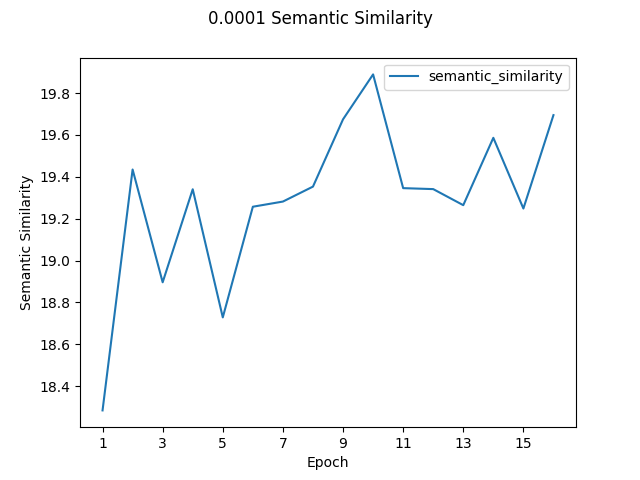 0.0001 Semantic Similarity
semantic_similarity
19.8
19.6
19.4
19.2
19.0
18.8
18.6
18.4
Semantic Similarity
1 3 5 7 9 11 13 15
Epoch